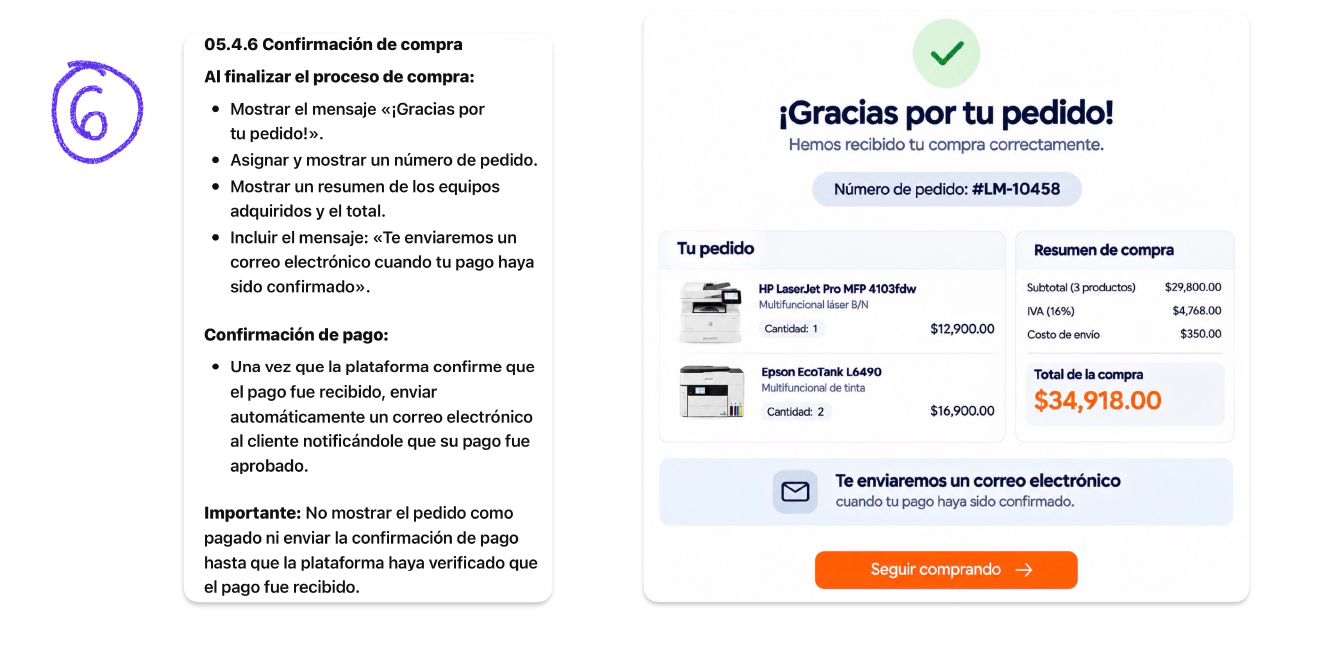 6
05.4.6 Confirmación de compra
Al finalizar el proceso de compra:
• Mostrar el mensaje «¡Gracias por
tu pedido!».
• Asignar y mostrar un número de pedido.
• Mostrar un resumen de los equipos
adquiridos y el total.
• Incluir el mensaje: «Te enviaremos un
correo electrónico cuando tu pago haya
sido confirmado».
Confirmación de pago:
• Una vez que la plataforma confirme que
el pago fue recibido, enviar
automáticamente un correo electrónico
al cliente notificándole que su pago fue
aprobado.
Importante: No mostrar el pedido como
pagado ni enviar la confirmación de pago
hasta que la plataforma haya verificado que
el pago fue recibido.
¡Gracias por tu pedido!
Hemos recibido tu compra correctamente.
Número de pedido: #LM-10458
Tu pedido
HP LaserJet Pro MFP 4103fdw
Multifuncional láser B/N
Cantidad: 1 $12,900.00
Epson EcoTank L6490
Multifuncional de tinta
Cantidad: 2 $16,900.00
Resumen de compra
Subtotal (3 productos) $29,800.00
IVA (16%) $4,768.00
Costo de envío $350.00
Total de la compra
$34,918.00
Te enviaremos un correo electrónico
cuando tu pago haya sido confirmado.
Seguir comprando →